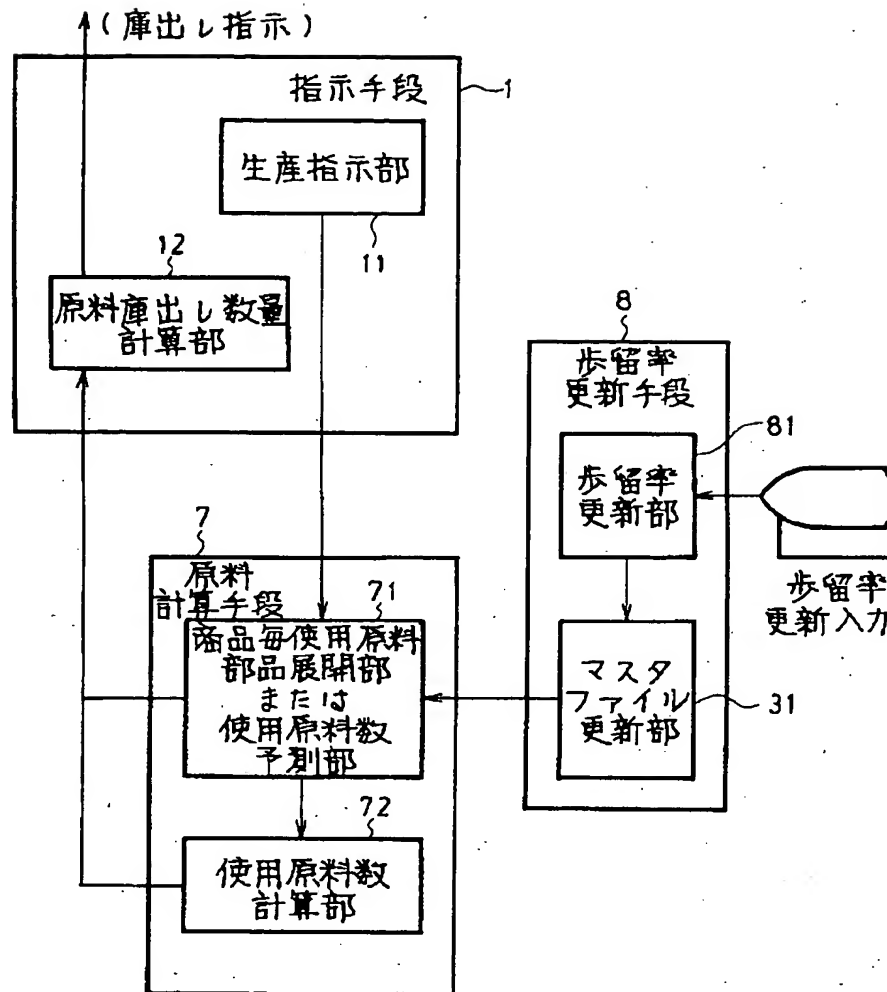 (庫出し指示)
指示手段
1
生産指示部
11
12
原料庫出し数量
計算部
8
歩留率
更新手段
81
歩留率
更新部
歩留率
更新入力
マスタ
ファイル
更新部
31
7
原料
計算手段
71
商品毎使用原料
部品展開部
または
使用原料数
予測部
72
使用原料数
計算部